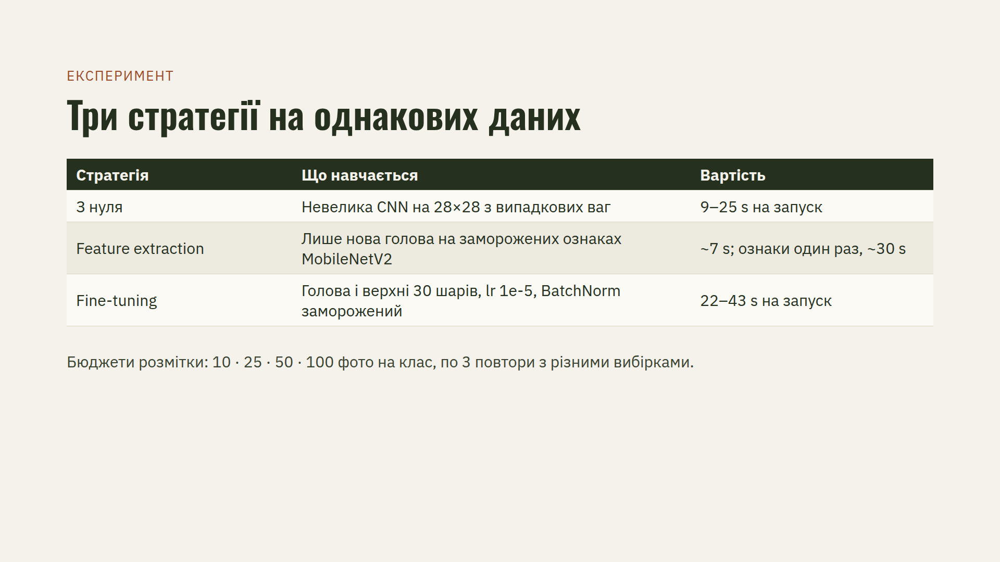 ЕКСПЕРИМЕНТ
Три стратегії на однакових даних
Стратегія Що навчається Вартість
З нуля Невелика CNN на 28×28 з випадкових ваг 9–25 s на запуск
Feature extraction Лише нова голова на заморожених ознаках MobileNetV2 ~7 s; ознаки один раз, ~30 s
Fine-tuning Голова і верхні 30 шарів, lr 1e-5, BatchNorm заморожений 22–43 s на запуск
Бюджети розмітки: 10 · 25 · 50 · 100 фото на клас, по 3 повтори з різними вибірками.